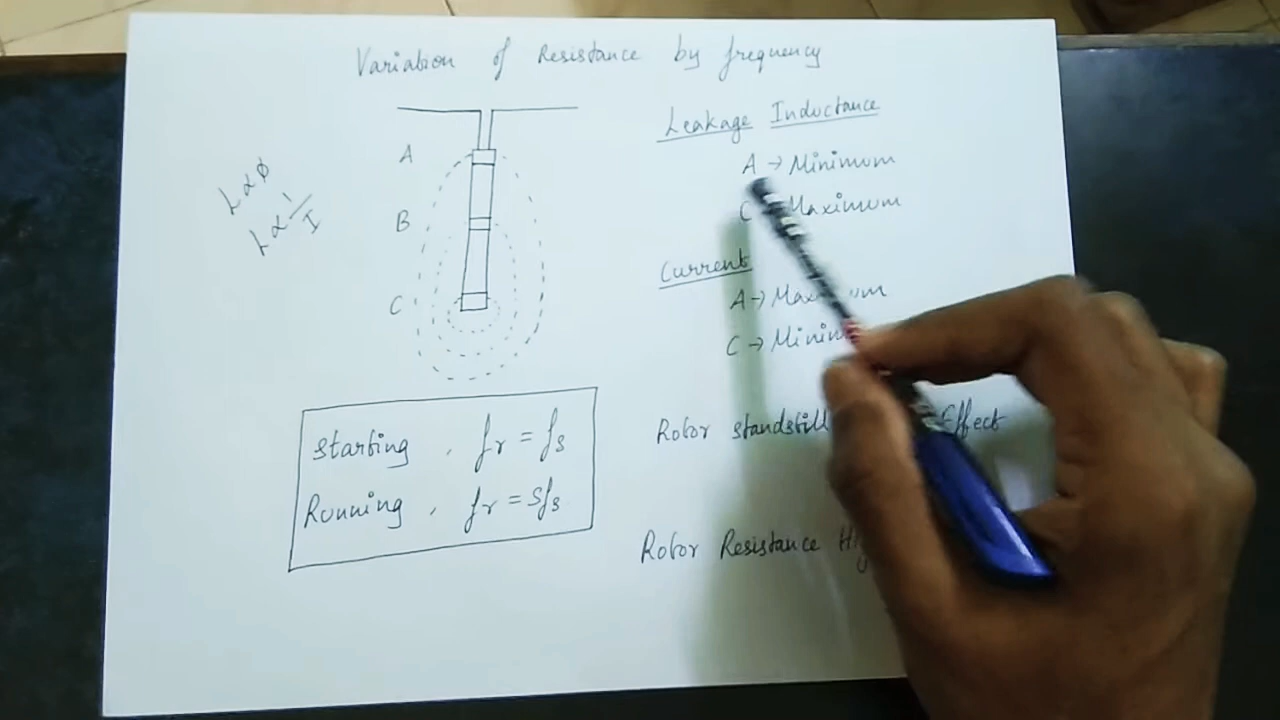 Variation of Resistance by frequency
L ∝ φ
L ∝ 1/I
A
B
C
Leakage Inductance
A → Minimum
C → Maximum
Current
A →
C →
starting , fr = fs
Running , fr = sfs
Rotor standstill Effect
Rotor Resistance